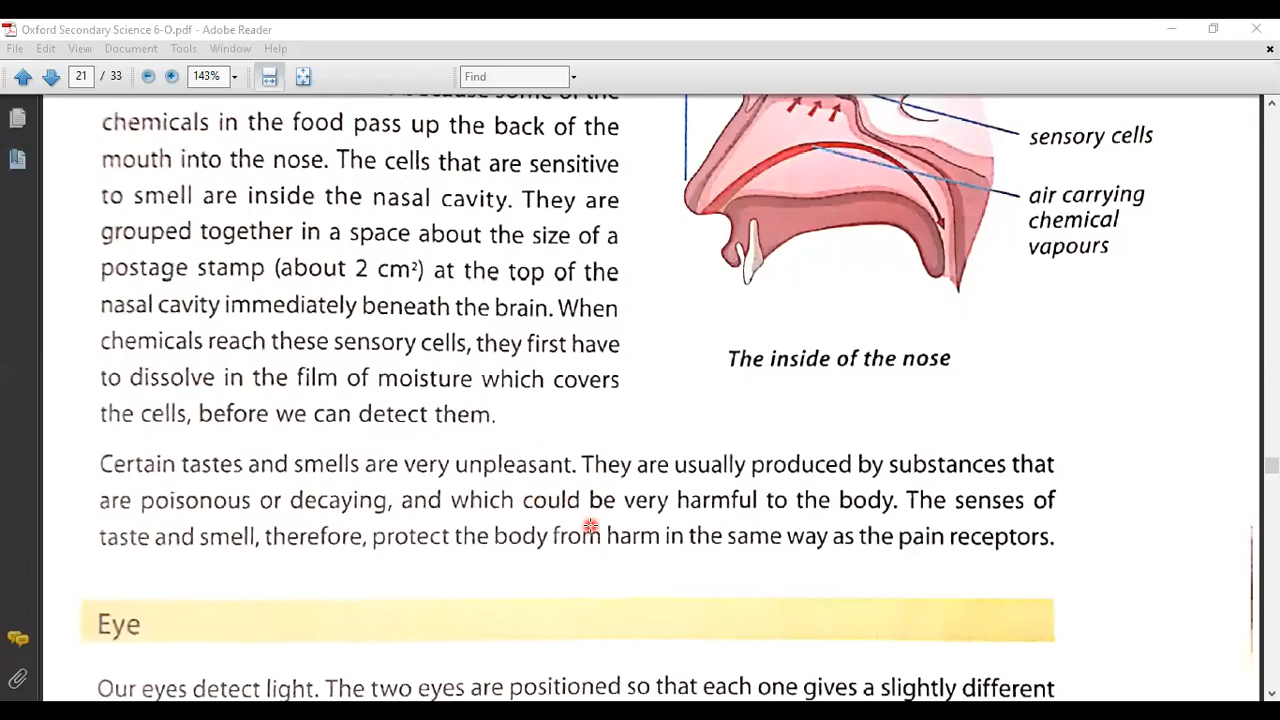 Oxford Secondary Science 6-O.pdf - Adobe Reader
File Edit View Document Tools Window Help
21 / 33 143% Find
chemicals in the food pass up the back of the
mouth into the nose. The cells that are sensitive
to smell are inside the nasal cavity. They are
grouped together in a space about the size of a
postage stamp (about 2 cm²) at the top of the
nasal cavity immediately beneath the brain. When
chemicals reach these sensory cells, they first have
to dissolve in the film of moisture which covers
the cells, before we can detect them.
sensory cells
air carrying
chemical
vapours
The inside of the nose
Certain tastes and smells are very unpleasant. They are usually produced by substances that
are poisonous or decaying, and which could be very harmful to the body. The senses of
taste and smell, therefore, protect the body from harm in the same way as the pain receptors.
Eye
Our eyes detect light. The two eyes are positioned so that each one gives a slightly different